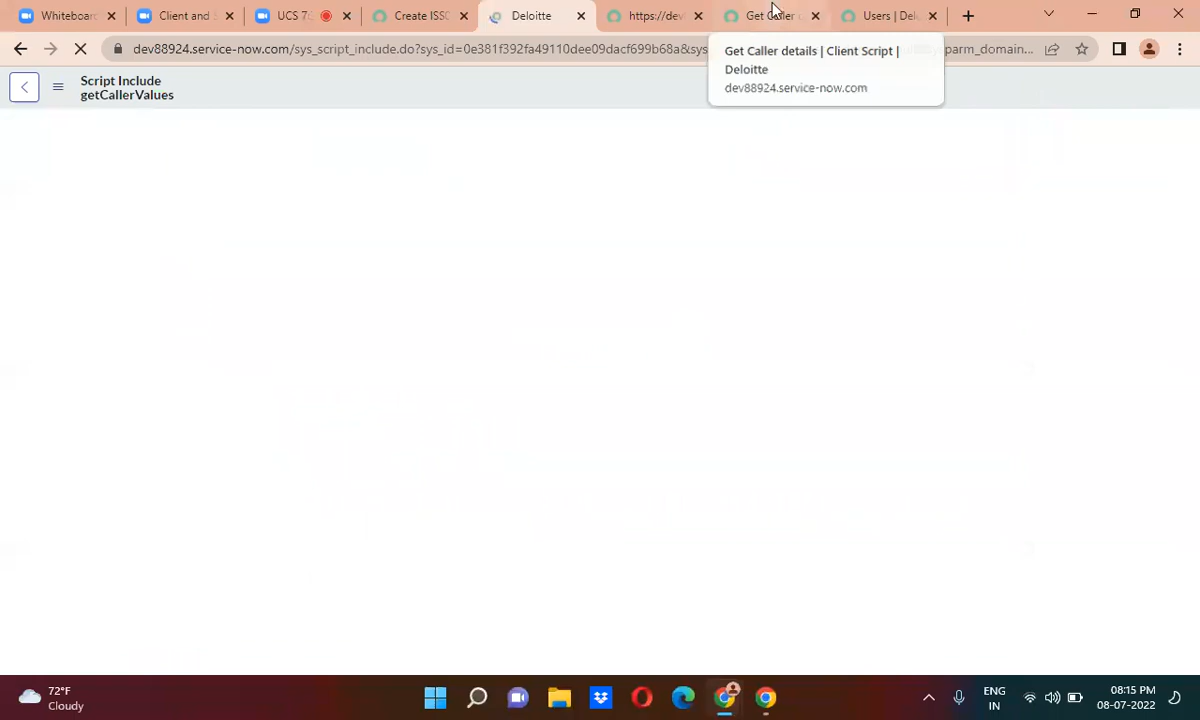 Whiteboard
Client and
UCS 7:
Create ISSC
Deloitte
https://dev
Get Caller
Users | Del
dev88924.service-now.com/sys_script_include.do?sys_id=0e381f392fa49110dee09dacf699b68a&sys
sparm_domain...
Get Caller details | Client Script |
Deloitte
dev88924.service-now.com
Script Include
getCallerValues
72°F
Cloudy
ENG
IN
08:15 PM
08-07-2022